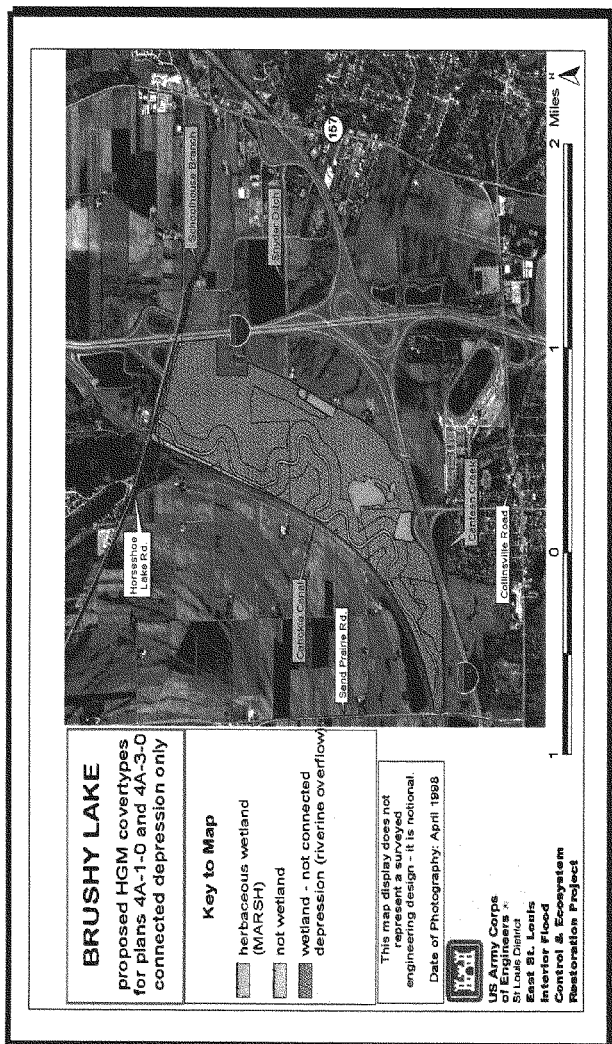 BRUSHY LAKE
proposed HGM covertypes
for plans 4A-1-0 and 4A-3-0
connected depression only
Key to Map
herbaceous wetland
(MARSH)
not wetland
wetland - not connected
depression (riverine overflow)
This map display does not
represent a surveyed
engineering design - it is notional.
Date of Photography: April 1998
US Army Corps
of Engineers
St Louis District
East St. Louis
Interior Flood
Control & Ecosystem
Restoration Project
Horseshoe
Lake Rd.
Schoolhouse Branch
Snyder Ditch
157
Cahokia Canal
Sand Prairie Rd.
Canteen Creek
Collinsville Road
1
0
1
2 Miles
N